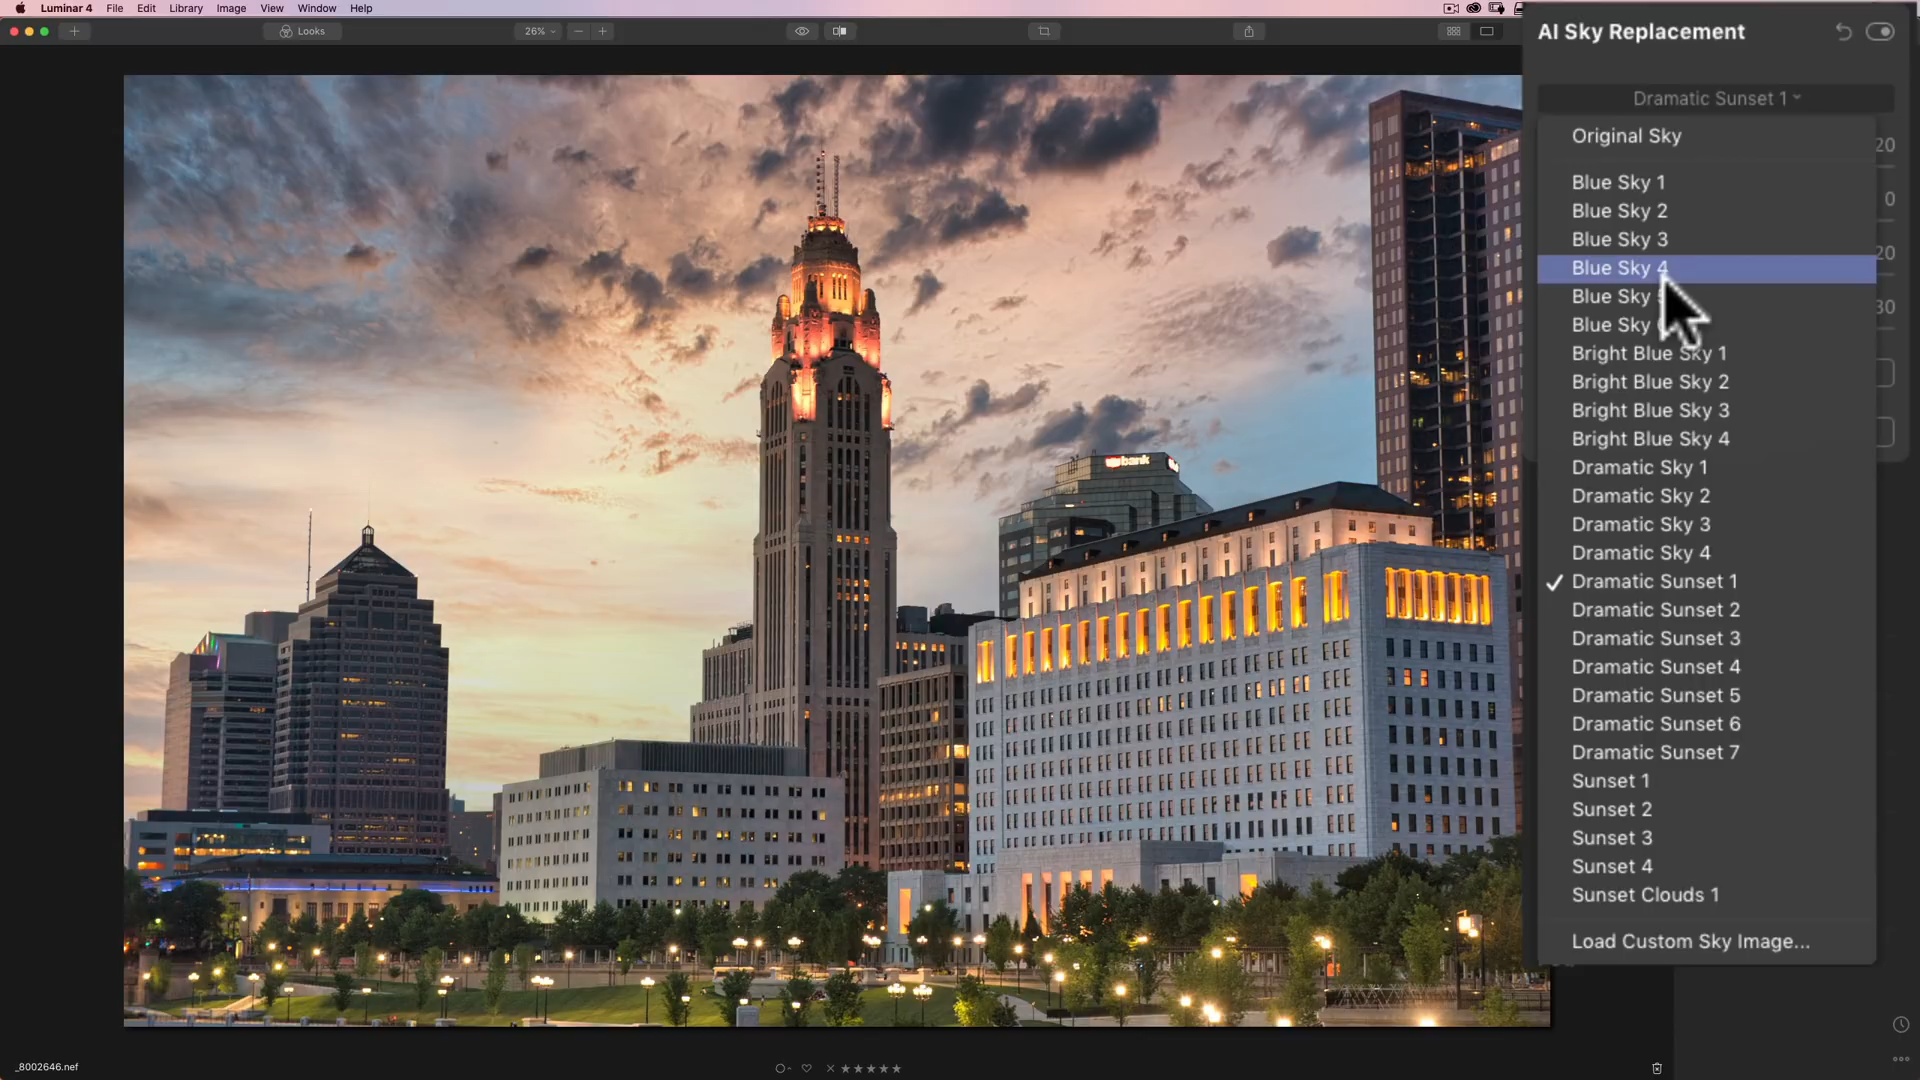 Luminar 4 File Edit Library Image View Window Help
Looks
26%
AI Sky Replacement
Dramatic Sunset 1
20
0
20
30
Original Sky
Blue Sky 1
Blue Sky 2
Blue Sky 3
Blue Sky 4
Blue Sky
Blue Sky
Bright Blue Sky 1
Bright Blue Sky 2
Bright Blue Sky 3
Bright Blue Sky 4
Dramatic Sky 1
Dramatic Sky 2
Dramatic Sky 3
Dramatic Sky 4
Dramatic Sunset 1
Dramatic Sunset 2
Dramatic Sunset 3
Dramatic Sunset 4
Dramatic Sunset 5
Dramatic Sunset 6
Dramatic Sunset 7
Sunset 1
Sunset 2
Sunset 3
Sunset 4
Sunset Clouds 1
Load Custom Sky Image...
usbank
_8002646.nef